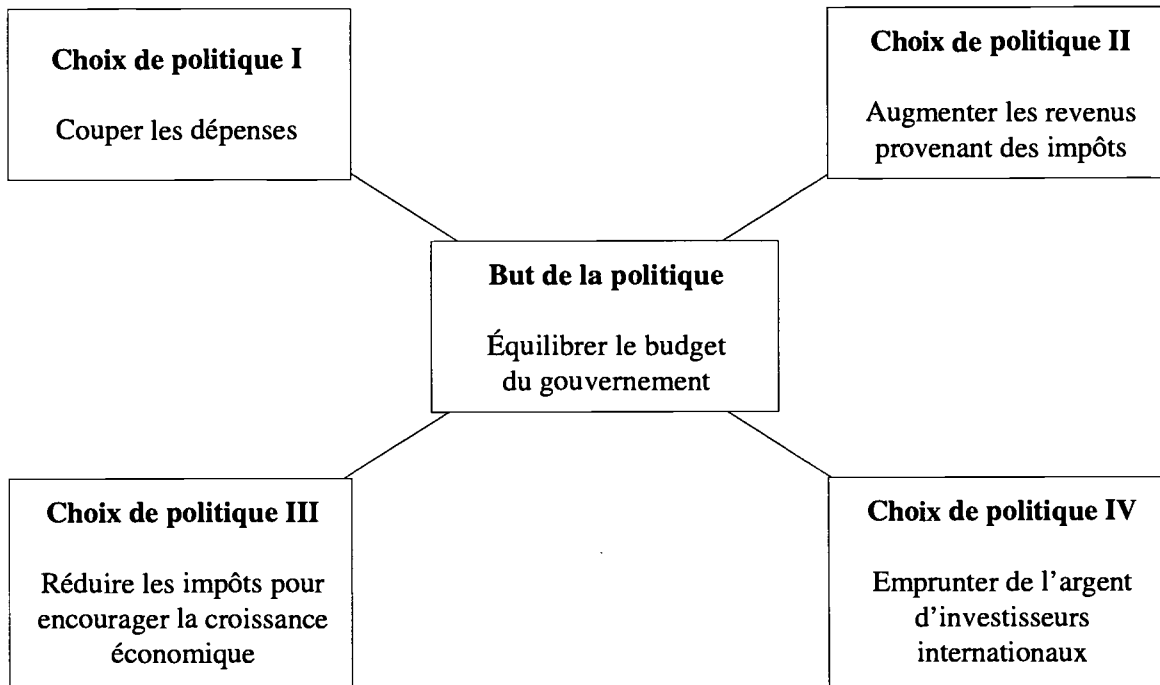 Choix de politique I
Couper les dépenses
Choix de politique II
Augmenter les revenus
provenant des impôts
But de la politique
Équilibrer le budget
du gouvernement
Choix de politique III
Réduire les impôts pour
encourager la croissance
économique
Choix de politique IV
Emprunter de l'argent
d'investisseurs
internationaux